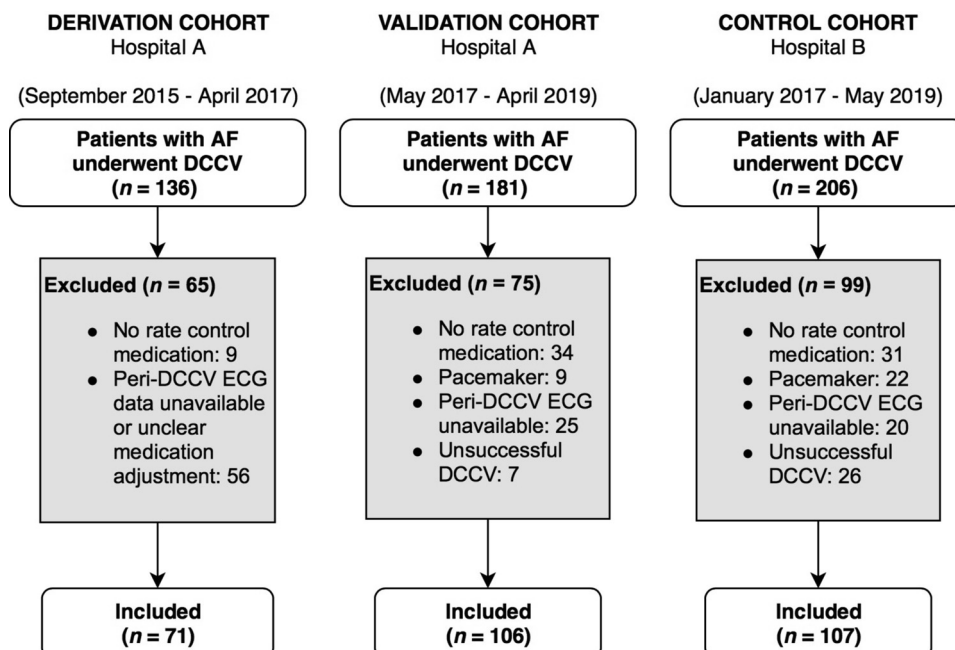 DERIVATION COHORT
Hospital A
(September 2015 - April 2017)
Patients with AF
underwent DCCV
(n = 136)
Excluded (n = 65)
● No rate control
medication: 9
● Peri-DCCV ECG
data unavailable
or unclear
medication
adjustment: 56
Included
(n = 71)
VALIDATION COHORT
Hospital A
(May 2017 - April 2019)
Patients with AF
underwent DCCV
(n = 181)
Excluded (n = 75)
● No rate control
medication: 34
● Pacemaker: 9
● Peri-DCCV ECG
unavailable: 25
● Unsuccessful
DCCV: 7
Included
(n = 106)
CONTROL COHORT
Hospital B
(January 2017 - May 2019)
Patients with AF
underwent DCCV
(n = 206)
Excluded (n = 99)
● No rate control
medication: 31
● Pacemaker: 22
● Peri-DCCV ECG
unavailable: 20
● Unsuccessful
DCCV: 26
Included
(n = 107)